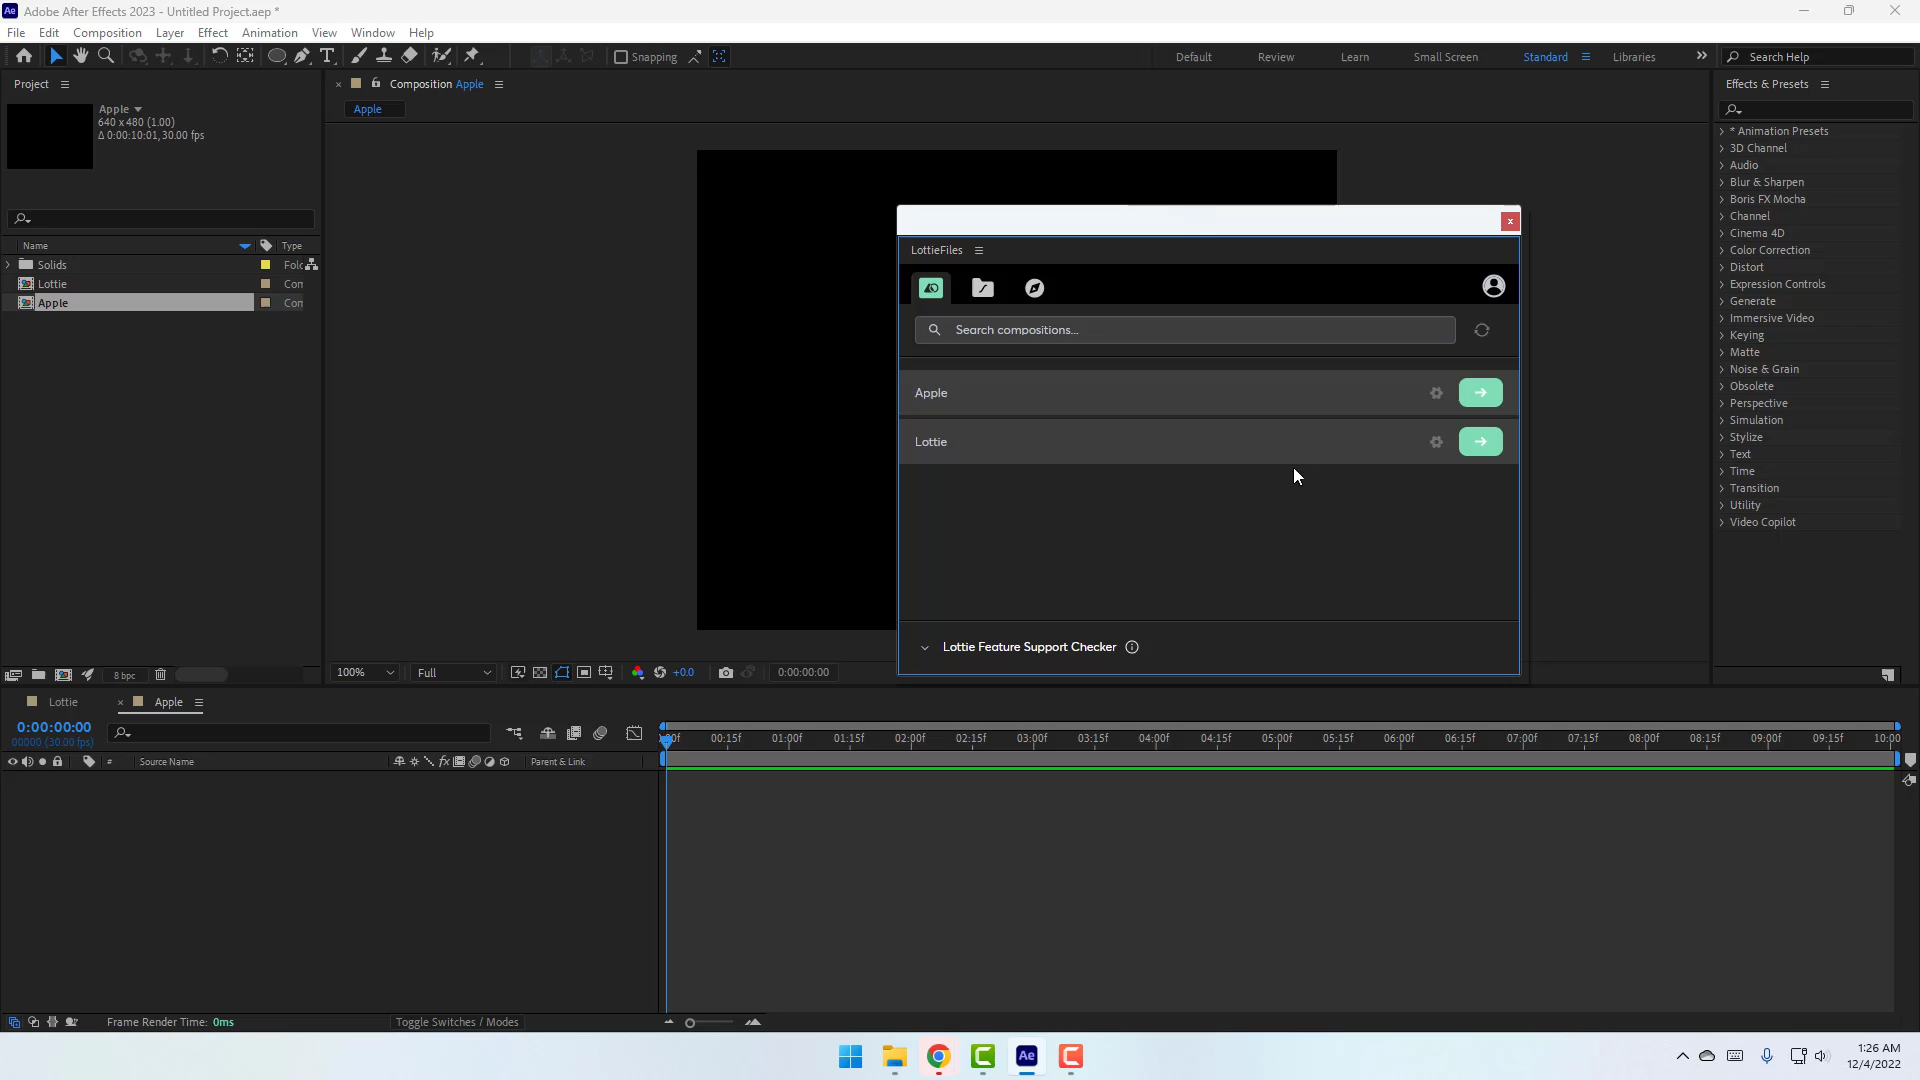 Ae Adobe After Effects 2023 - Untitled Project.aep *
File Edit Composition Layer Effect Animation View Window Help
Snapping Default Review Learn Small Screen Standard Libraries Search Help
Project
Composition Apple
Effects & Presets
Apple
Apple
640 x 480 (1.00)
Δ 0:00:10:01, 30.00 fps
Name Type
Solids Folc
Lottie Con
Apple Con
LottieFiles
Search compositions...
Apple
Lottie
Lottie Feature Support Checker
* Animation Presets
3D Channel
Audio
Blur & Sharpen
Boris FX Mocha
Channel
Cinema 4D
Color Correction
Distort
Expression Controls
Generate
Immersive Video
Keying
Matte
Noise & Grain
Obsolete
Perspective
Simulation
Stylize
Text
Time
Transition
Utility
Video Copilot
8 bpc
100% Full +0.0 0:00:00:00
Lottie Apple
0:00:00:00
00000 (30.00 fps)
00f 00:15f 01:00f 01:15f 02:00f 02:15f 03:00f 03:15f 04:00f 04:15f 05:00f 05:15f 06:00f 06:15f 07:00f 07:15f 08:00f 08:15f 09:00f 09:15f 10:00
# Source Name fx Parent & Link
Frame Render Time: 0ms Toggle Switches / Modes
Ae
1:26 AM
12/4/2022